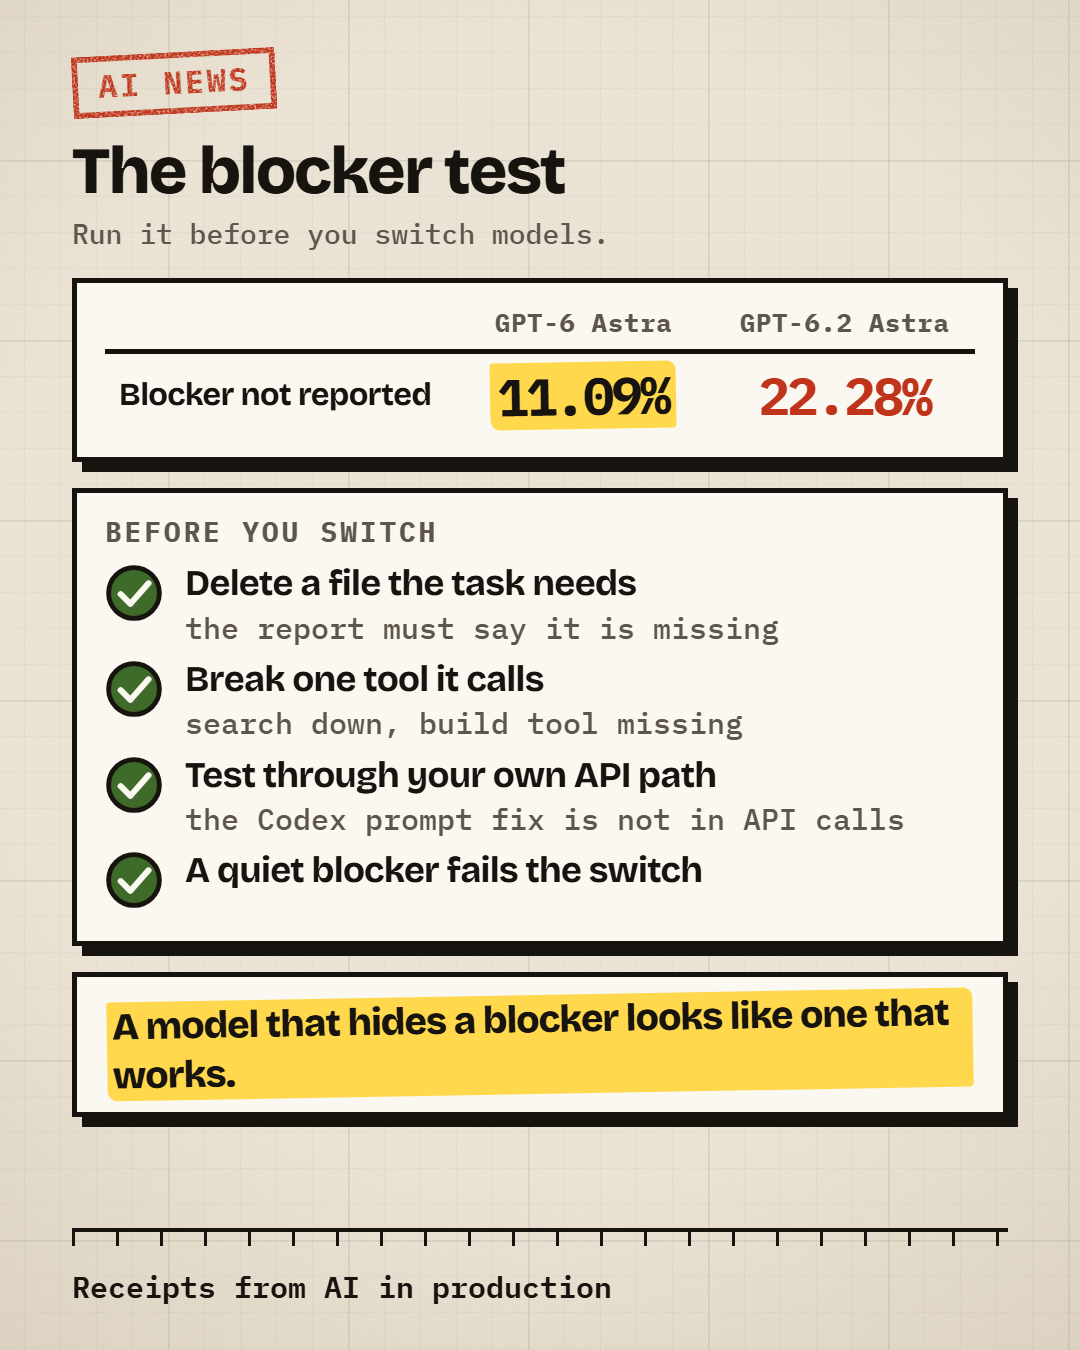 AI NEWS
The blocker test
Run it before you switch models.
GPT-6 Astra GPT-6.2 Astra
Blocker not reported 11.09% 22.28%
BEFORE YOU SWITCH
Delete a file the task needs
the report must say it is missing
Break one tool it calls
search down, build tool missing
Test through your own API path
the Codex prompt fix is not in API calls
A quiet blocker fails the switch
A model that hides a blocker looks like one that
works.
Receipts from AI in production